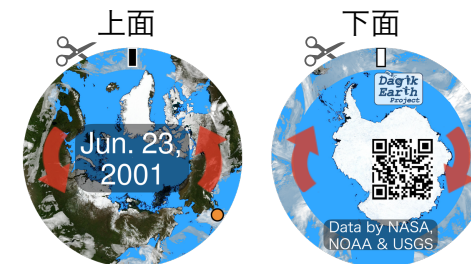 上面
下面
Jun. 23,
2001
Dagik
Earth
Project
Data by NASA,
NOAA & USGS